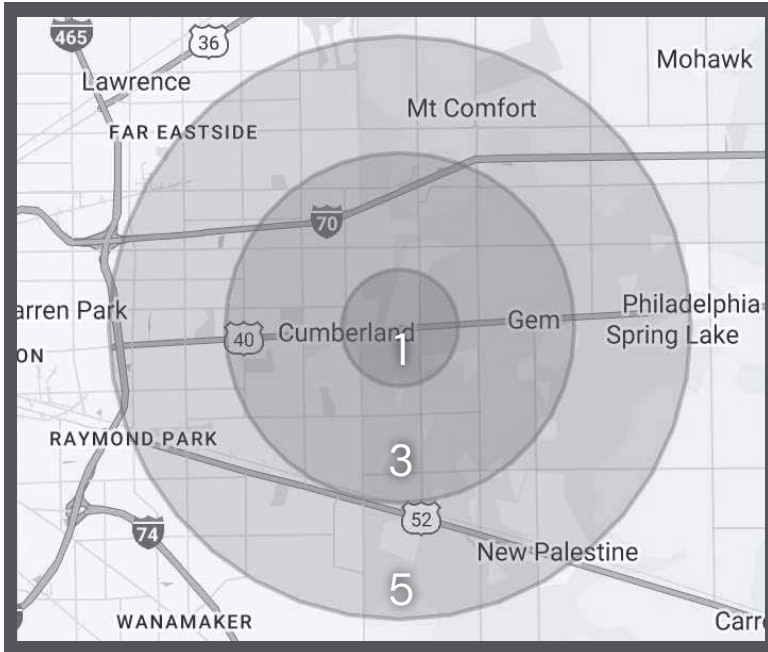 465
36
Mohawk
Lawrence
Mt Comfort
FAR EASTSIDE
70
arren Park
Philadelphia
40
Cumberland
Gem
Spring Lake
1
ON
RAYMOND PARK
3
52
74
New Palestine
5
WANAMAKER
Carr